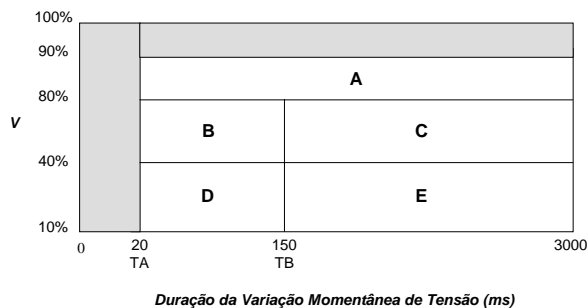 100%
90%
A
80%
V
B C
40%
D E
10%
0 20 150 3000
TA TB
Duração da Variação Momentânea de Tensão (ms)